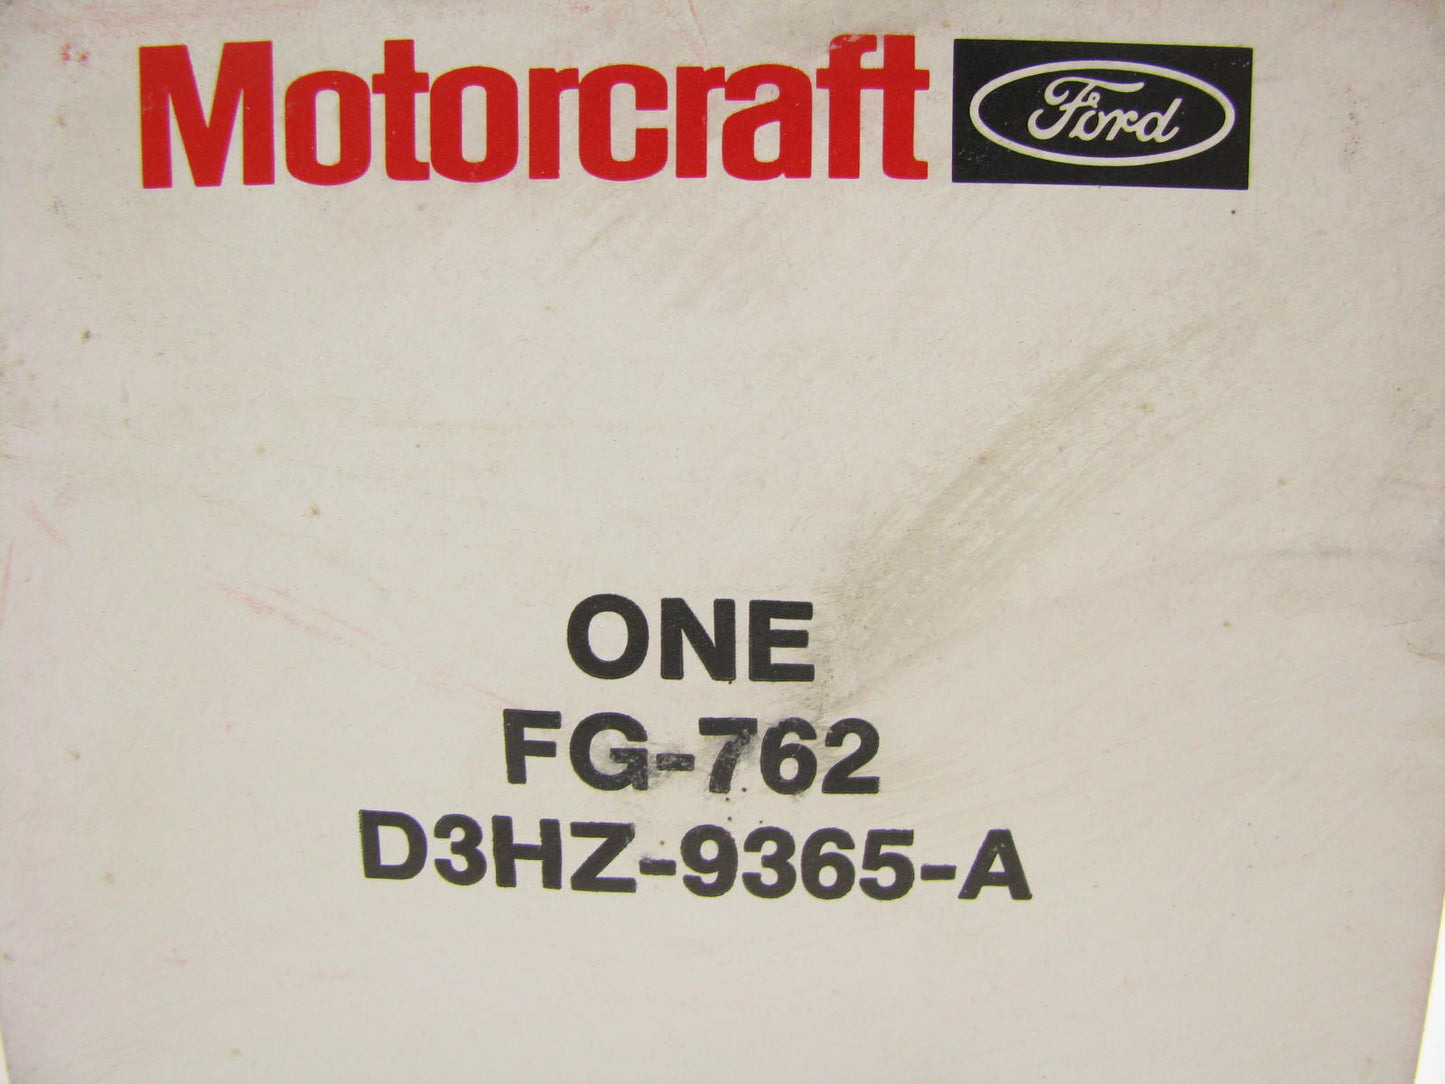 Motorcraft Ford
ONE
FG-762
D3HZ-9365-A